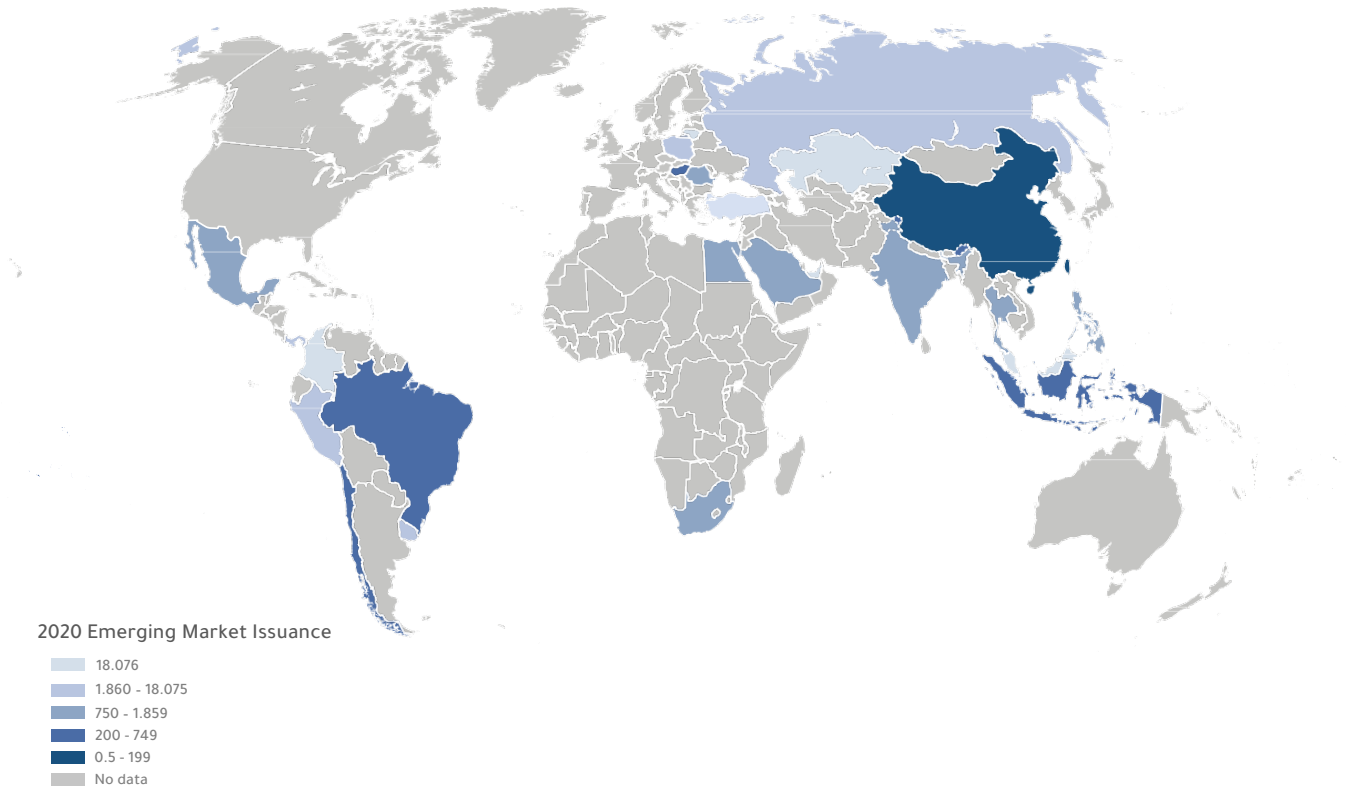 2020 Emerging Market Issuance
18.076
1.860 - 18.075
750 - 1.859
200 - 749
0.5 - 199
No data